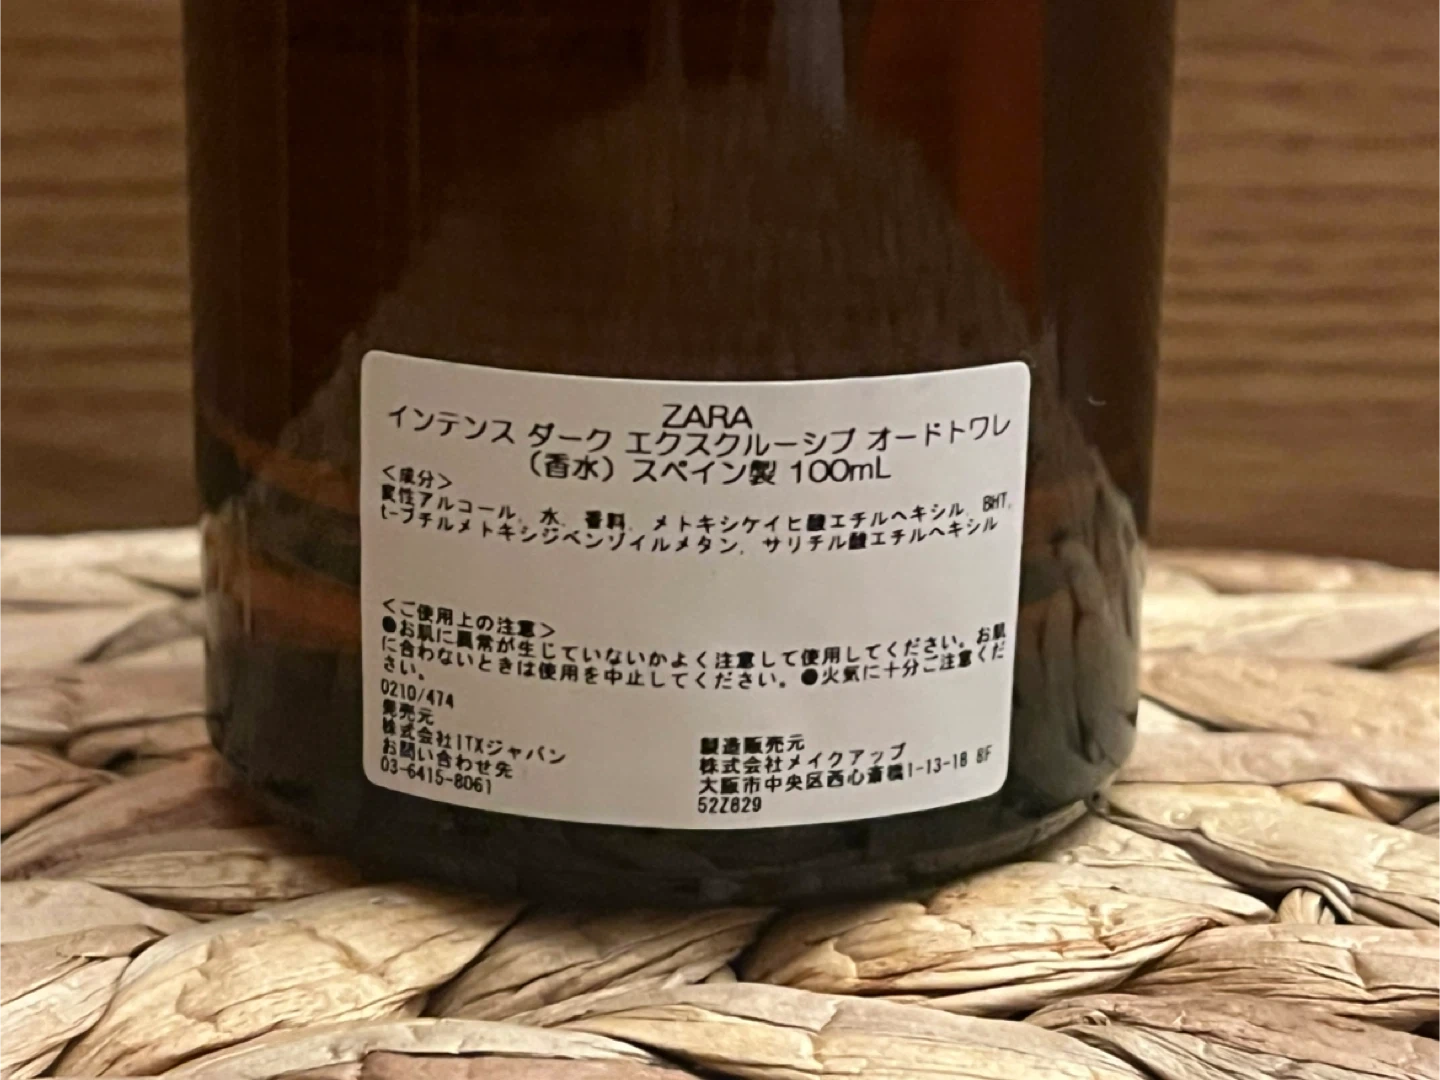 ZARA
インテンス ダーク エクスクルーシブ オードトワレ
（香水）スペイン製 100mL
＜成分＞
変性アルコール、水、香料、メトキシケイヒ酸エチルヘキシル、BHT、
t-ブチルメトキシジベンゾイルメタン、サリチル酸エチルヘキシル
＜ご使用上の注意＞
●お肌に異常が生じていないかよく注意して使用してください。お肌
に合わないときは使用を中止してください。●火気に十分ご注意くだ
さい。
0210/474
発売元
株式会社ITXジャパン
お問い合わせ先
03-6415-8061
製造販売元
株式会社メイクアップ
大阪市中央区西心斎橋1-13-18 8F
52Z829